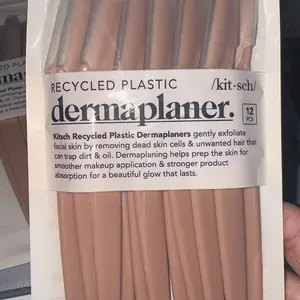 RECYCLED PLASTIC /kit•sch/
dermaplaner. 12 PCS
Kitsch Recycled Plastic Dermaplaners gently exfoliate
facial skin by removing dead skin cells & unwanted hair that
can trap dirt & oil. Dermaplaning helps prep the skin for
smoother makeup application & stronger product
absorption for a beautiful glow that lasts.